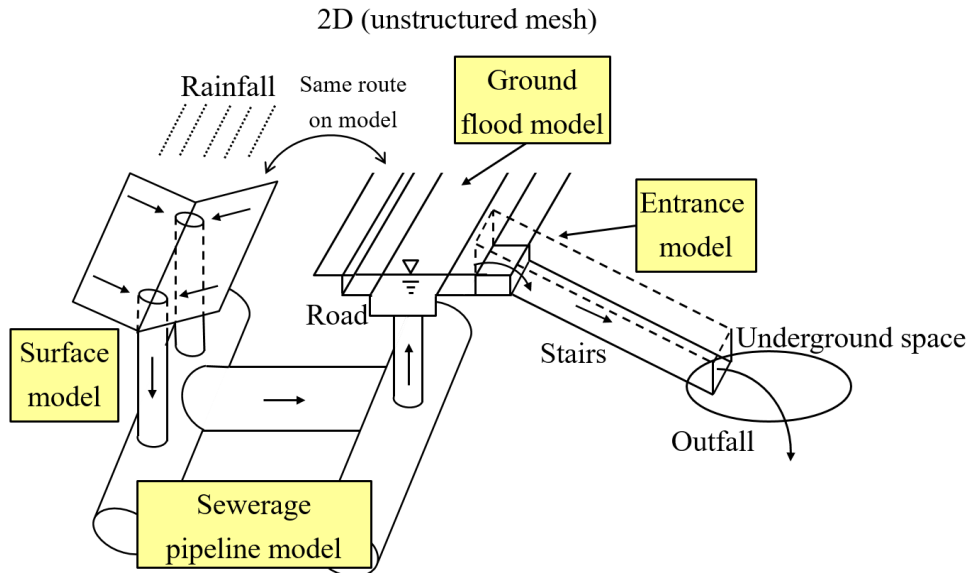 2D (unstructured mesh)
Rainfall
Same route
on model
Ground
flood model
Entrance
model
Road
Surface
model
Stairs
Underground space
Outfall
Sewerage
pipeline model